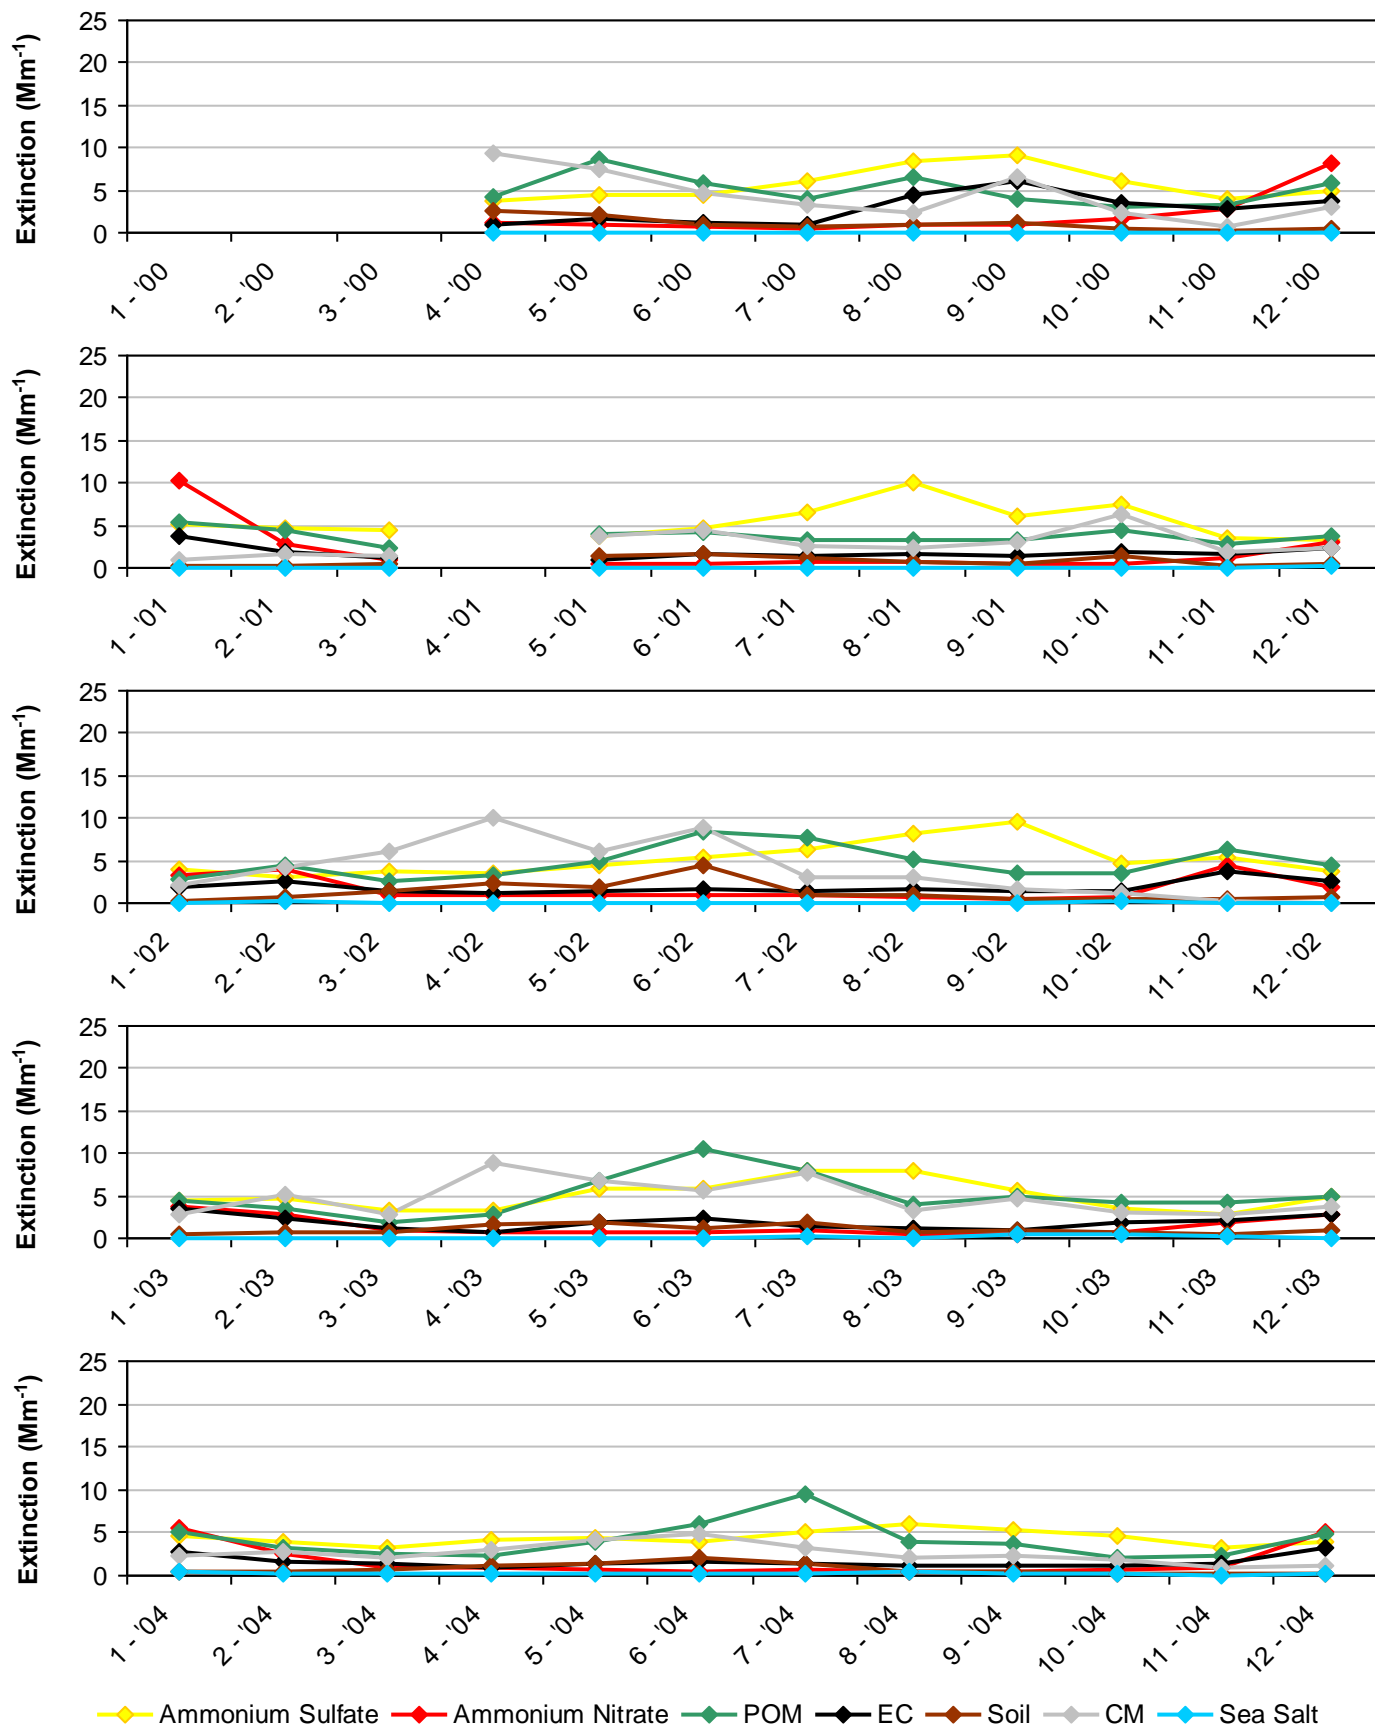 Extinction (Mm-1)
25
20
15
10
5
0
1 - '00 2 - '00 3 - '00 4 - '00 5 - '00 6 - '00 7 - '00 8 - '00 9 - '00 10 - '00 11 - '00 12 - '00
Extinction (Mm-1)
25
20
15
10
5
0
1 - '01 2 - '01 3 - '01 4 - '01 5 - '01 6 - '01 7 - '01 8 - '01 9 - '01 10 - '01 11 - '01 12 - '01
Extinction (Mm-1)
25
20
15
10
5
0
1 - '02 2 - '02 3 - '02 4 - '02 5 - '02 6 - '02 7 - '02 8 - '02 9 - '02 10 - '02 11 - '02 12 - '02
Extinction (Mm-1)
25
20
15
10
5
0
1 - '03 2 - '03 3 - '03 4 - '03 5 - '03 6 - '03 7 - '03 8 - '03 9 - '03 10 - '03 11 - '03 12 - '03
Extinction (Mm-1)
25
20
15
10
5
0
1 - '04 2 - '04 3 - '04 4 - '04 5 - '04 6 - '04 7 - '04 8 - '04 9 - '04 10 - '04 11 - '04 12 - '04
Ammonium Sulfate Ammonium Nitrate POM EC Soil CM Sea Salt